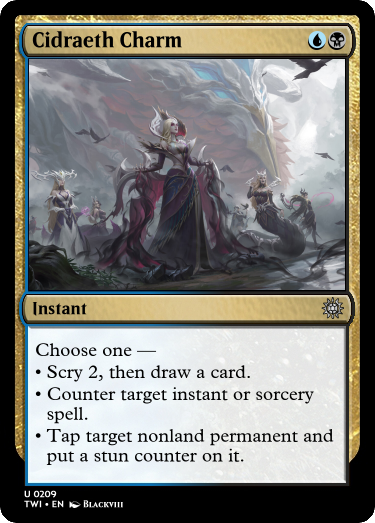 Cidraeth Charm
Instant
Choose one —
• Scry 2, then draw a card.
• Counter target instant or sorcery
spell.
• Tap target nonland permanent and
put a stun counter on it.
U 0209
TWI • EN Blackviii